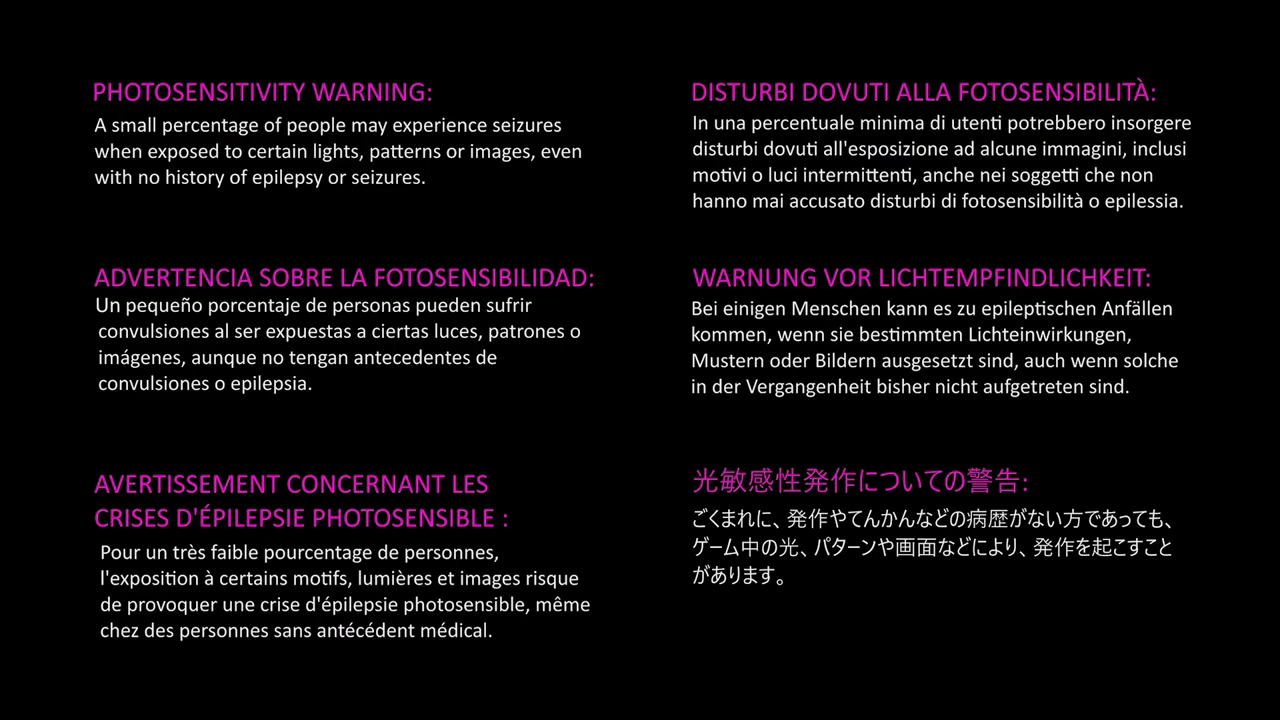 PHOTOSENSITIVITY WARNING:
A small percentage of people may experience seizures
when exposed to certain lights, patterns or images, even
with no history of epilepsy or seizures.
ADVERTENCIA SOBRE LA FOTOSENSIBILIDAD:
Un pequeño porcentaje de personas pueden sufrir
convulsiones al ser expuestas a ciertas luces, patrones o
imágenes, aunque no tengan antecedentes de
convulsiones o epilepsia.
AVERTISSEMENT CONCERNANT LES
CRISES D'ÉPILEPSIE PHOTOSENSIBLE :
Pour un très faible pourcentage de personnes,
l'exposition à certains motifs, lumières et images risque
de provoquer une crise d'épilepsie photosensible, même
chez des personnes sans antécédent médical.
DISTURBI DOVUTI ALLA FOTOSENSIBILITÀ:
In una percentuale minima di utenti potrebbero insorgere
disturbi dovuti all'esposizione ad alcune immagini, inclusi
motivi o luci intermittenti, anche nei soggetti che non
hanno mai accusato disturbi di fotosensibilità o epilessia.
WARNUNG VOR LICHTEMPFINDLICHKEIT:
Bei einigen Menschen kann es zu epileptischen Anfällen
kommen, wenn sie bestimmten Lichteinwirkungen,
Mustern oder Bildern ausgesetzt sind, auch wenn solche
in der Vergangenheit bisher nicht aufgetreten sind.
光敏感性発作についての警告:
ごくまれに、発作やてんかんなどの病歴がない方であっても、
ゲーム中の光、パターンや画面などにより、発作を起こすこと
があります。